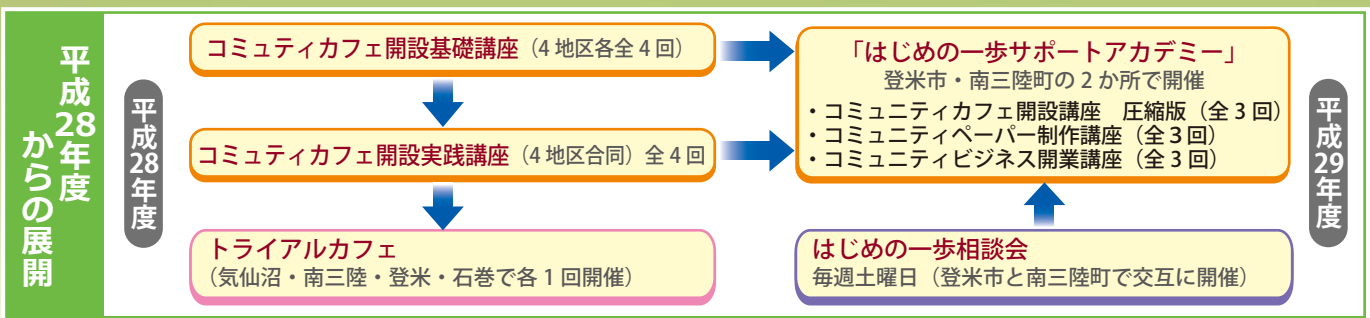 平成28年度
からの展開
平成28年度
コミュティカフェ開設基礎講座（4地区各全4回）
コミュティカフェ開設実践講座（4地区合同）全4回
トライアルカフェ
（気仙沼・南三陸・登米・石巻で各1回開催）
「はじめの一歩サポートアカデミー」
登米市・南三陸町の2か所で開催
・コミュニティカフェ開設講座　圧縮版（全3回）
・コミュニティペーパー制作講座（全3回）
・コミュニティビジネス開業講座（全3回）
はじめの一歩相談会
毎週土曜日（登米市と南三陸町で交互に開催）
平成29年度